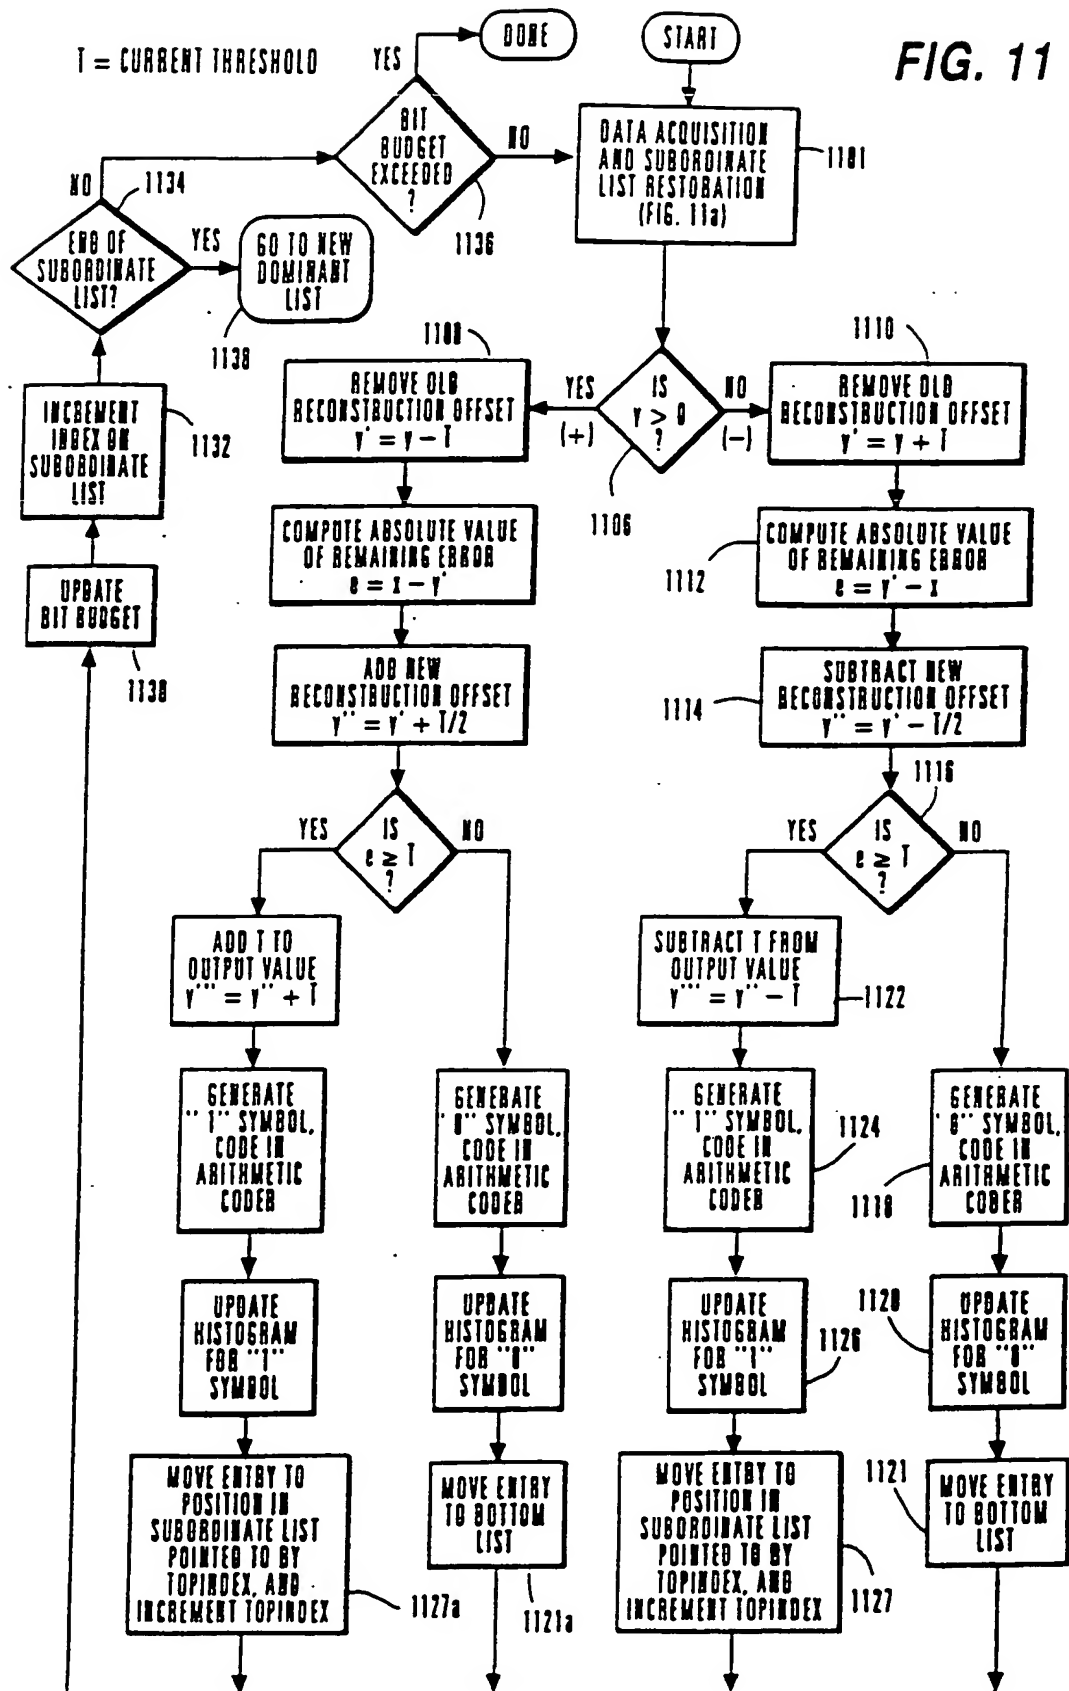 FIG. 11
T = CURRENT THRESHOLD
START
DONE
YES
BIT
BUDGET
EXCEEDED
?
NO
1136
DATA ACQUISITION
AND SUBORDINATE
LIST RESTORATION
(FIG. 11a)
1101
NO
1134
END OF
SUBORDINATE
LIST?
YES
GO TO NEW
DOMINANT
LIST
1138
INCREMENT
INDEX ON
SUBORDINATE
LIST
1132
UPDATE
BIT BUDGET
1130
IS
y > 0
?
1106
YES
(+)
NO
(−)
1108
REMOVE OLD
RECONSTRUCTION OFFSET
y' = y − T
COMPUTE ABSOLUTE VALUE
OF REMAINING ERROR
e = x − y'
ADD NEW
RECONSTRUCTION OFFSET
y'' = y' + T/2
YES
IS
e ≥ T
?
NO
ADD T TO
OUTPUT VALUE
y''' = y'' + T
GENERATE
"1" SYMBOL,
CODE IN
ARITHMETIC
CODER
UPDATE
HISTOGRAM
FOR "1"
SYMBOL
MOVE ENTRY TO
POSITION IN
SUBORDINATE LIST
POINTED TO BY
TOPINDEX, AND
INCREMENT TOPINDEX
1127a
GENERATE
'0" SYMBOL,
CODE IN
ARITHMETIC
CODER
UPDATE
HISTOGRAM
FOR "0"
SYMBOL
MOVE ENTRY
TO BOTTOM
LIST
1121a
1110
REMOVE OLD
RECONSTRUCTION OFFSET
y' = y + T
1112
COMPUTE ABSOLUTE VALUE
OF REMAINING ERROR
e = y' − x
1114
SUBTRACT NEW
RECONSTRUCTION OFFSET
y'' = y' − T/2
1116
YES
IS
e ≥ T
?
NO
SUBTRACT T FROM
OUTPUT VALUE
y''' = y'' − T
1122
GENERATE
"1" SYMBOL,
CODE IN
ARITHMETIC
CODER
1124
UPDATE
HISTOGRAM
FOR "1"
SYMBOL
1126
MOVE ENTRY TO
POSITION IN
SUBORDINATE LIST
POINTED TO BY
TOPINDEX, AND
INCREMENT TOPINDEX
1127
GENERATE
'0" SYMBOL,
CODE IN
ARITHMETIC
CODER
1118
UPDATE
HISTOGRAM
FOR "0"
SYMBOL
1120
MOVE ENTRY
TO BOTTOM
LIST
1121